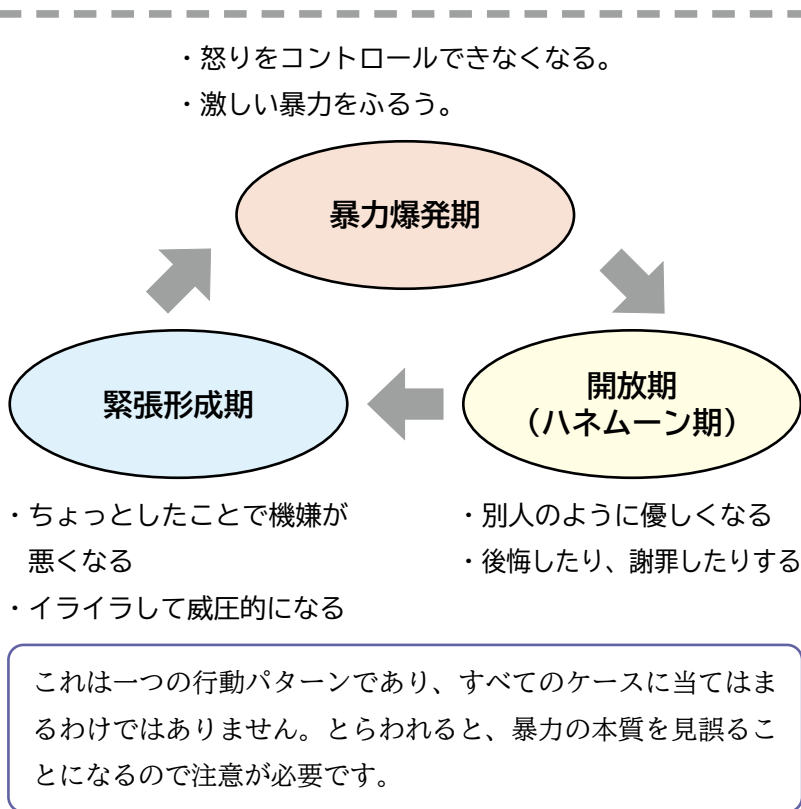 ・怒りをコントロールできなくなる。
・激しい暴力をふるう。
暴力爆発期
緊張形成期
開放期
（ハネムーン期）
・ちょっとしたことで機嫌が
悪くなる
・イライラして威圧的になる
・別人のように優しくなる
・後悔したり、謝罪したりする
これは一つの行動パターンであり、すべてのケースに当てはま
るわけではありません。とらわれると、暴力の本質を見誤るこ
とになるので注意が必要です。